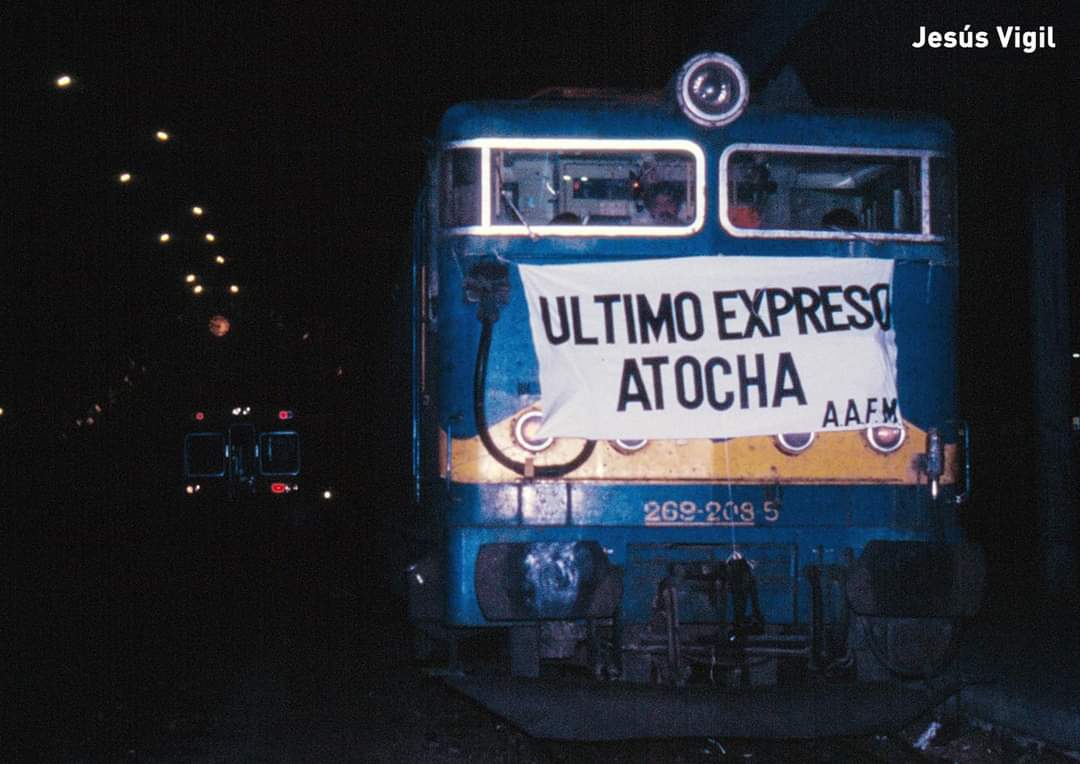 Jesús Vigil
ULTIMO EXPRESO
ATOCHA
A.A.F.M
269-208-5